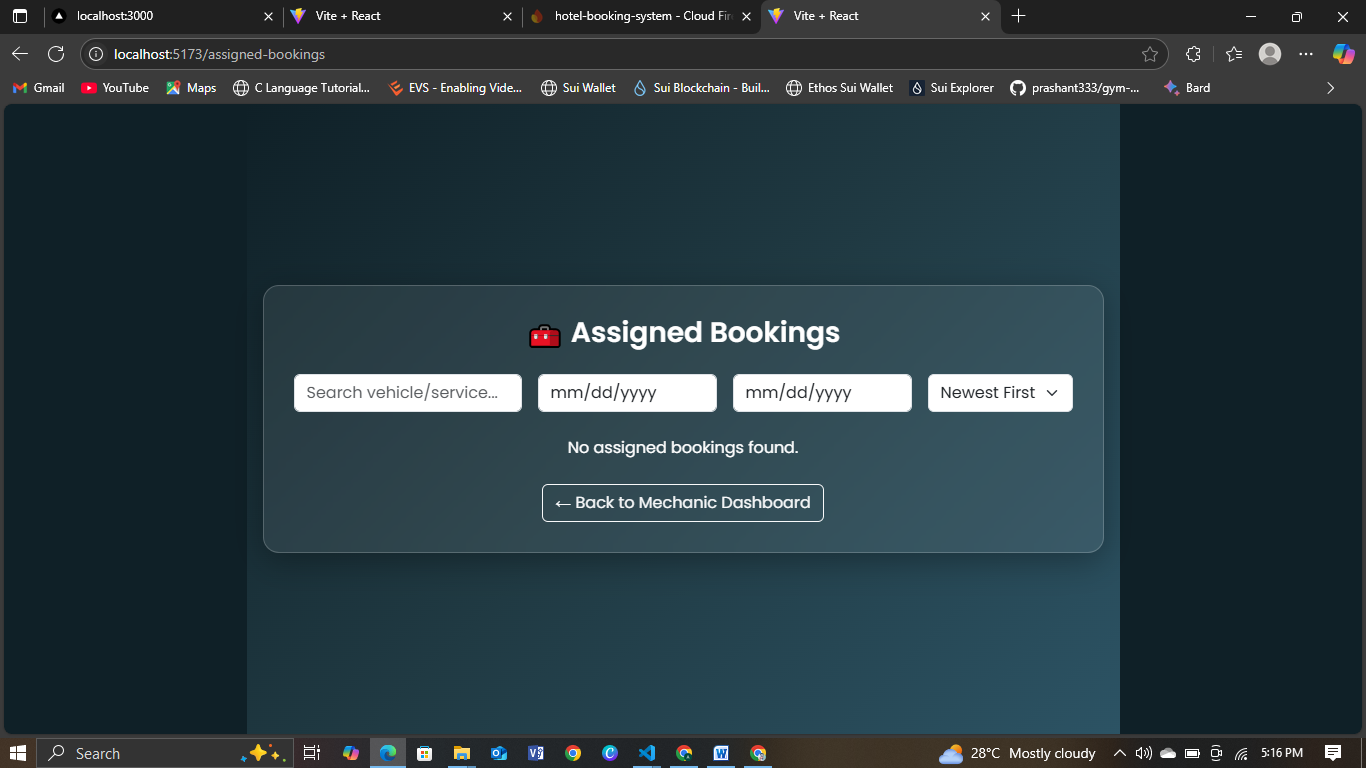 localhost:3000
Vite + React
hotel-booking-system - Cloud Fir
Vite + React
localhost:5173/assigned-bookings
Gmail
YouTube
Maps
C Language Tutorial...
EVS - Enabling Vide...
Sui Wallet
Sui Blockchain - Buil...
Ethos Sui Wallet
Sui Explorer
prashant333/gym-...
Bard
Assigned Bookings
Search vehicle/service...
mm/dd/yyyy
mm/dd/yyyy
Newest First
No assigned bookings found.
← Back to Mechanic Dashboard
Search
28°C Mostly cloudy
5:16 PM